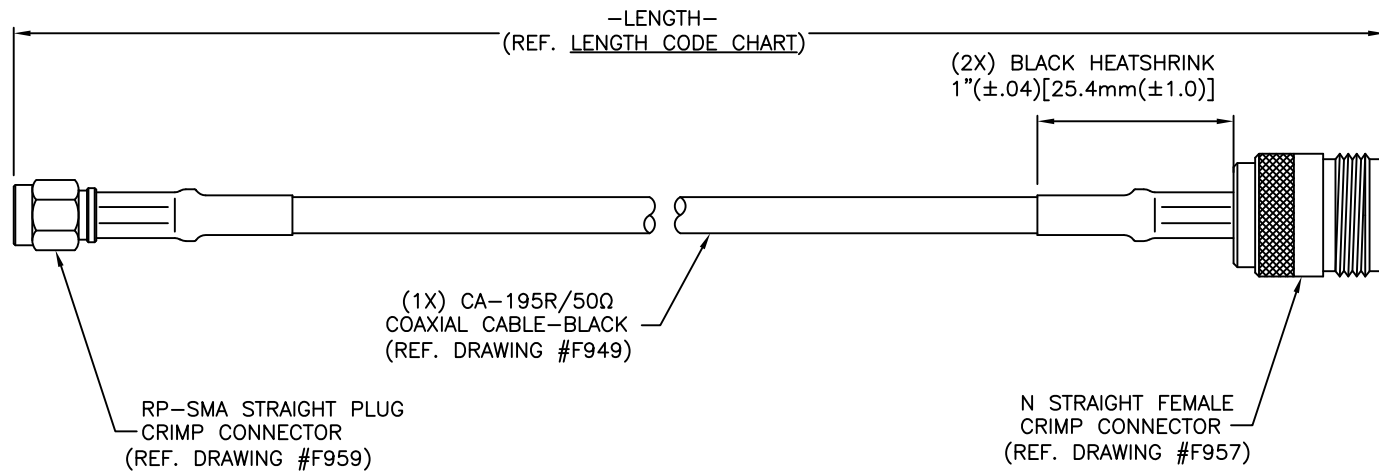 -LENGTH-
(REF. LENGTH CODE CHART)
(2X) BLACK HEATSHRINK
1"(±.04)[25.4mm(±1.0)]
(1X) CA-195R/50Ω
COAXIAL CABLE-BLACK
(REF. DRAWING #F949)
RP-SMA STRAIGHT PLUG
CRIMP CONNECTOR
(REF. DRAWING #F959)
N STRAIGHT FEMALE
CRIMP CONNECTOR
(REF. DRAWING #F957)